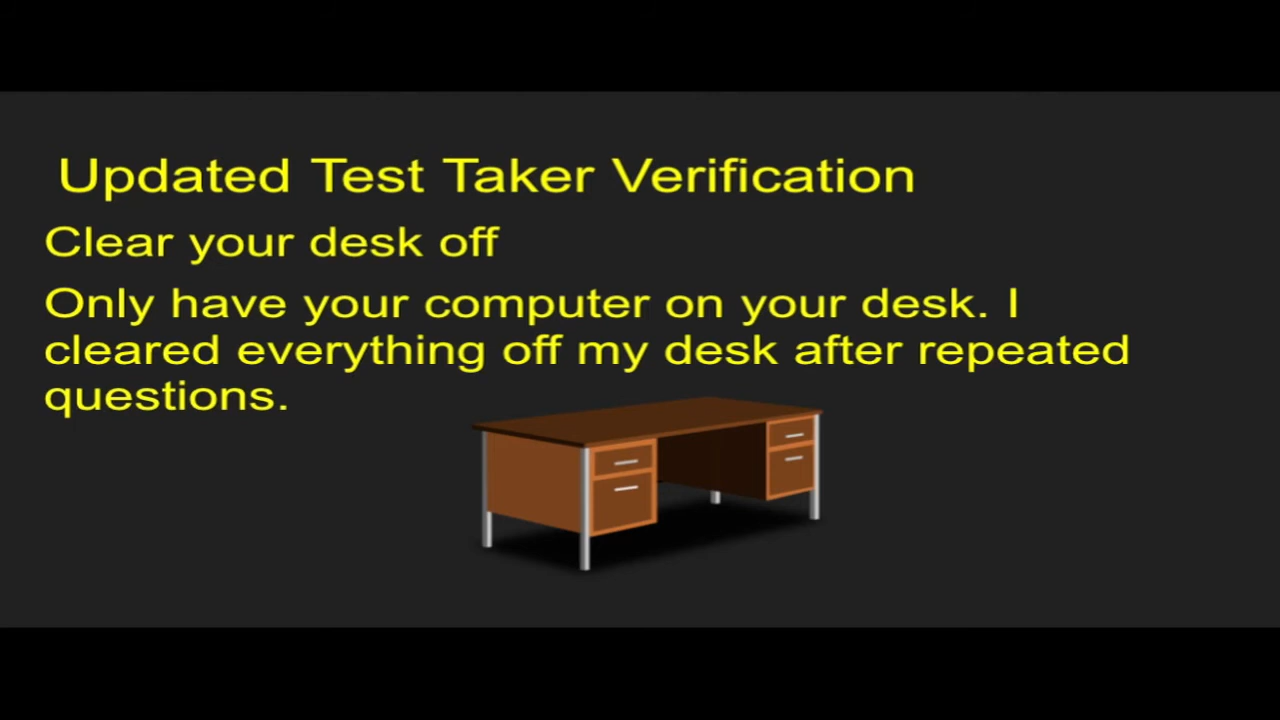 Updated Test Taker Verification
Clear your desk off
Only have your computer on your desk. I
cleared everything off my desk after repeated
questions.